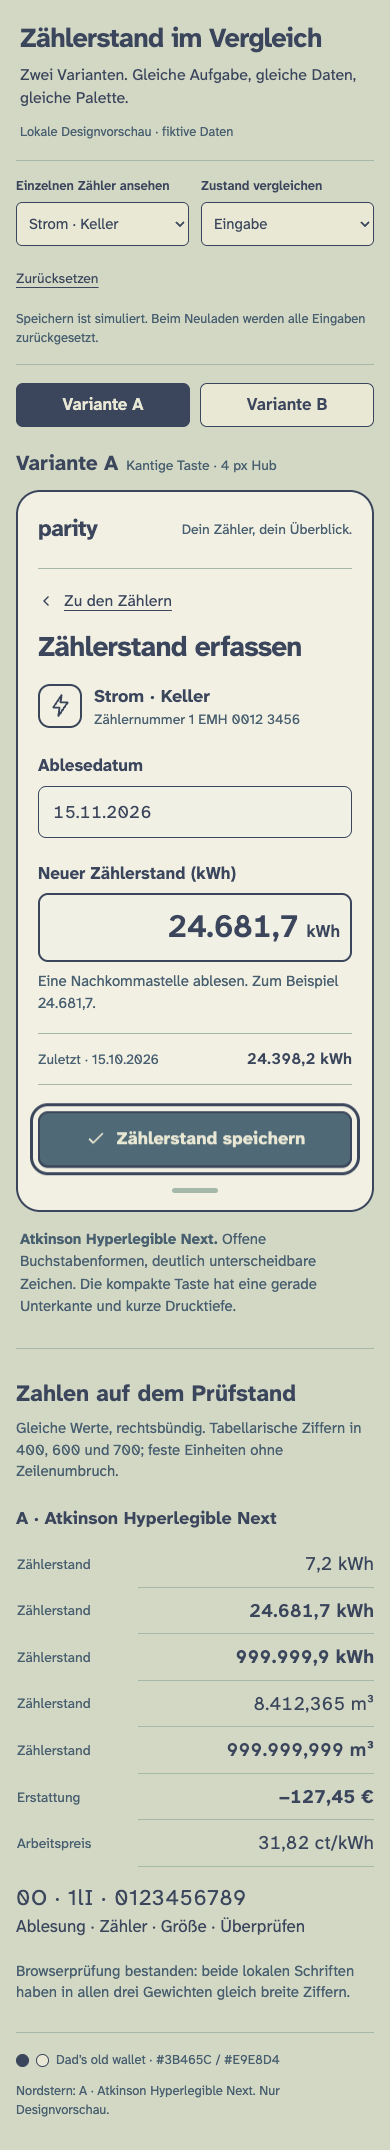 Zählerstand im Vergleich
Zwei Varianten. Gleiche Aufgabe, gleiche Daten,
gleiche Palette.
Lokale Designvorschau · fiktive Daten
Einzelnen Zähler ansehen
Zustand vergleichen
Strom · Keller
Eingabe
Zurücksetzen
Speichern ist simuliert. Beim Neuladen werden alle Eingaben
zurückgesetzt.
Variante A
Variante B
Variante A Kantige Taste · 4 px Hub
parity
Dein Zähler, dein Überblick.
Zu den Zählern
Zählerstand erfassen
Strom · Keller
Zählernummer 1 EMH 0012 3456
Ablesedatum
15.11.2026
Neuer Zählerstand (kWh)
24.681,7 kWh
Eine Nachkommastelle ablesen. Zum Beispiel
24.681,7.
Zuletzt · 15.10.2026
24.398,2 kWh
Zählerstand speichern
Atkinson Hyperlegible Next. Offene
Buchstabenformen, deutlich unterscheidbare
Zeichen. Die kompakte Taste hat eine gerade
Unterkante und kurze Drucktiefe.
Zahlen auf dem Prüfstand
Gleiche Werte, rechtsbündig. Tabellarische Ziffern in
400, 600 und 700; feste Einheiten ohne
Zeilenumbruch.
A · Atkinson Hyperlegible Next
Zählerstand 7,2 kWh
Zählerstand 24.681,7 kWh
Zählerstand 999.999,9 kWh
Zählerstand 8.412,365 m³
Zählerstand 999.999,999 m³
Erstattung −127,45 €
Arbeitspreis 31,82 ct/kWh
0O · 1lI · 0123456789
Ablesung · Zähler · Größe · Überprüfen
Browserprüfung bestanden: beide lokalen Schriften
haben in allen drei Gewichten gleich breite Ziffern.
Dad's old wallet · #3B465C / #E9E8D4
Nordstern: A · Atkinson Hyperlegible Next. Nur
Designvorschau.